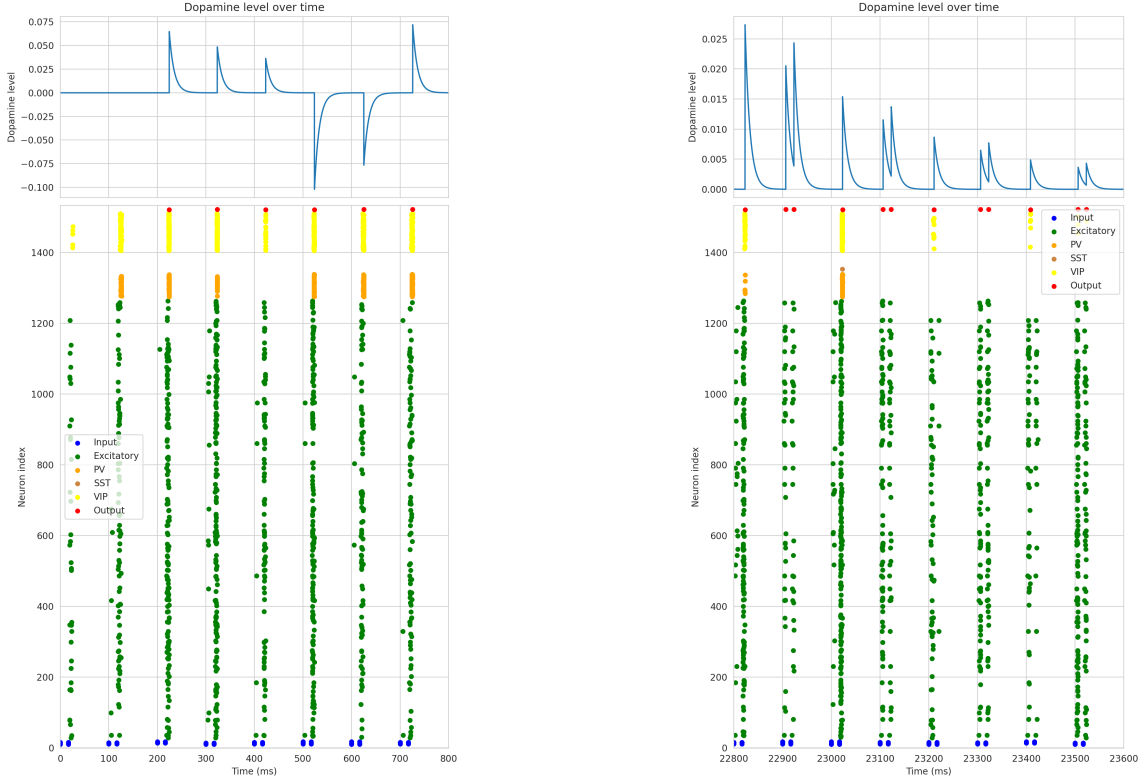 Dopamine level over time
Dopamine level
0.075
0.050
0.025
0.000
−0.025
−0.050
−0.075
−0.100
Neuron index
1400
1200
1000
800
600
400
200
0
Input
Excitatory
PV
SST
VIP
Output
0 100 200 300 400 500 600 700 800
Time (ms)
Dopamine level over time
Dopamine level
0.025
0.020
0.015
0.010
0.005
0.000
Neuron index
1400
1200
1000
800
600
400
200
0
Input
Excitatory
PV
SST
VIP
Output
22800 22900 23000 23100 23200 23300 23400 23500 23600
Time (ms)